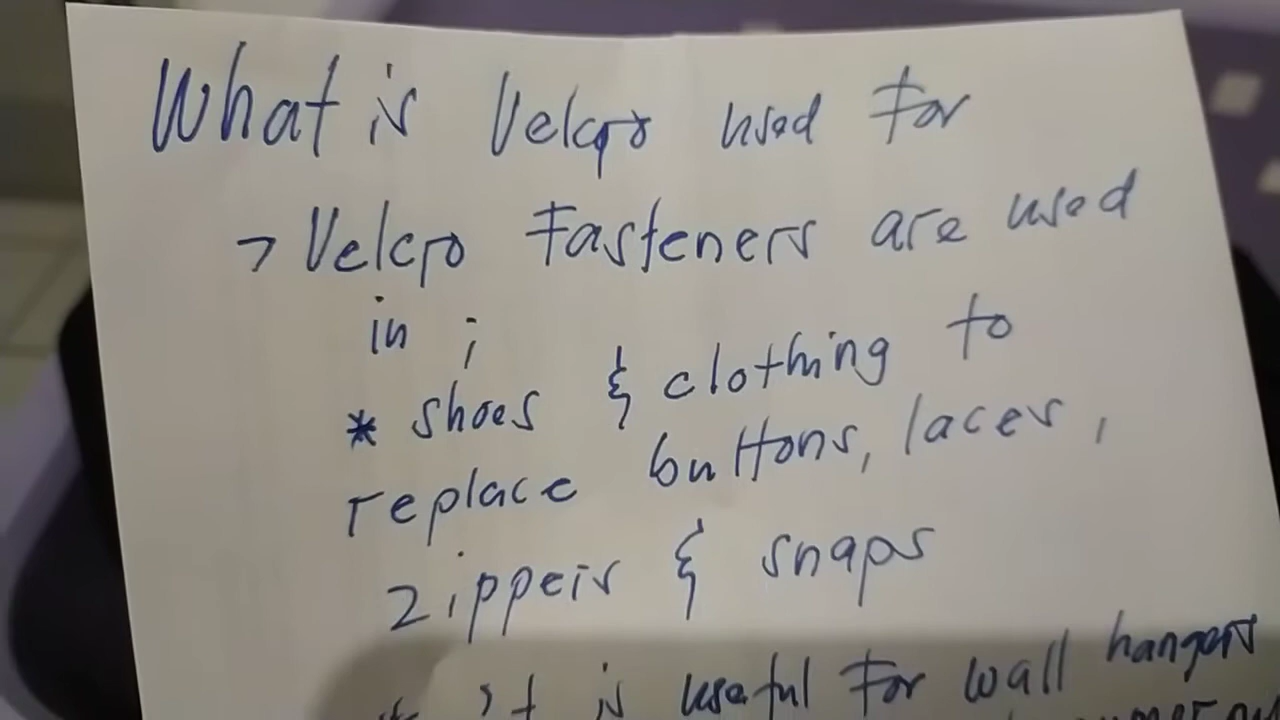 What is Velcro used for
> Velcro Fasteners are used
in ;
* shoes & clothing to
replace buttons, laces,
zippers & snaps
* It is useful for wall hangers